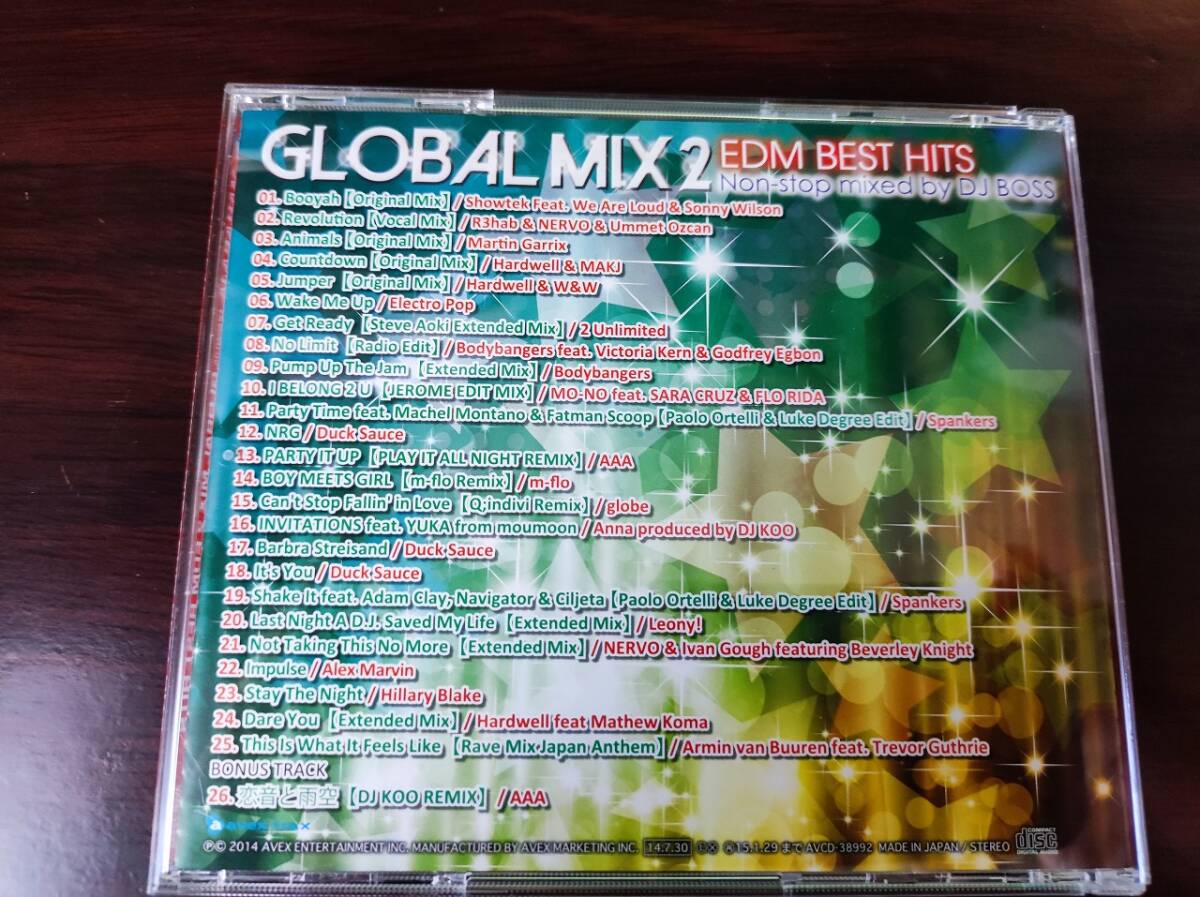 GLOBAL MIX 2 EDM BEST HITS
Non-stop mixed by DJ BOSS
01. Booyah【Original Mix】/ Showtek Feat. We Are Loud & Sonny Wilson
02. Revolution【Vocal Mix】/ R3hab & NERVO & Ummet Ozcan
03. Animals【Original Mix】/ Martin Garrix
04. Countdown【Original Mix】/ Hardwell & MAKJ
05. Jumper【Original Mix】/ Hardwell & W&W
06. Wake Me Up / Electro Pop
07. Get Ready【Steve Aoki Extended Mix】/ 2 Unlimited
08. No Limit【Radio Edit】/ Bodybangers feat. Victoria Kern & Godfrey Egbon
09. Pump Up The Jam【Extended Mix】/ Bodybangers
10. I BELONG 2 U【JEROME EDIT MIX】/ MO-NO feat. SARA CRUZ & FLO RIDA
11. Party Time feat. Machel Montano & Fatman Scoop【Paolo Ortelli & Luke Degree Edit】/ Spankers
12. NRG / Duck Sauce
13. PARTY IT UP【PLAY IT ALL NIGHT REMIX】/ AAA
14. BOY MEETS GIRL【m-flo Remix】/ m-flo
15. Can't Stop Fallin' in Love【Q;indivi Remix】/ globe
16. INVITATIONS feat. YUKA from moumoon / Anna produced by DJ KOO
17. Barbra Streisand / Duck Sauce
18. It's You / Duck Sauce
19. Shake It feat. Adam Clay, Navigator & Ciljeta【Paolo Ortelli & Luke Degree Edit】/ Spankers
20. Last Night A D.J. Saved My Life【Extended Mix】/ Leony!
21. Not Taking This No More【Extended Mix】/ NERVO & Ivan Gough featuring Beverley Knight
22. Impulse / Alex Marvin
23. Stay The Night / Hillary Blake
24. Dare You【Extended Mix】/ Hardwell feat Mathew Koma
25. This Is What It Feels Like【Rave Mix Japan Anthem】/ Armin van Buuren feat. Trevor Guthrie
BONUS TRACK
26. 恋音と雨空【DJ KOO REMIX】/ AAA
avex trax
℗© 2014 AVEX ENTERTAINMENT INC. MANUFACTURED BY AVEX MARKETING INC. 14.7.30 15.1.29 まで AVCD-38992 MADE IN JAPAN / STEREO
COMPACT disc DIGITAL AUDIO